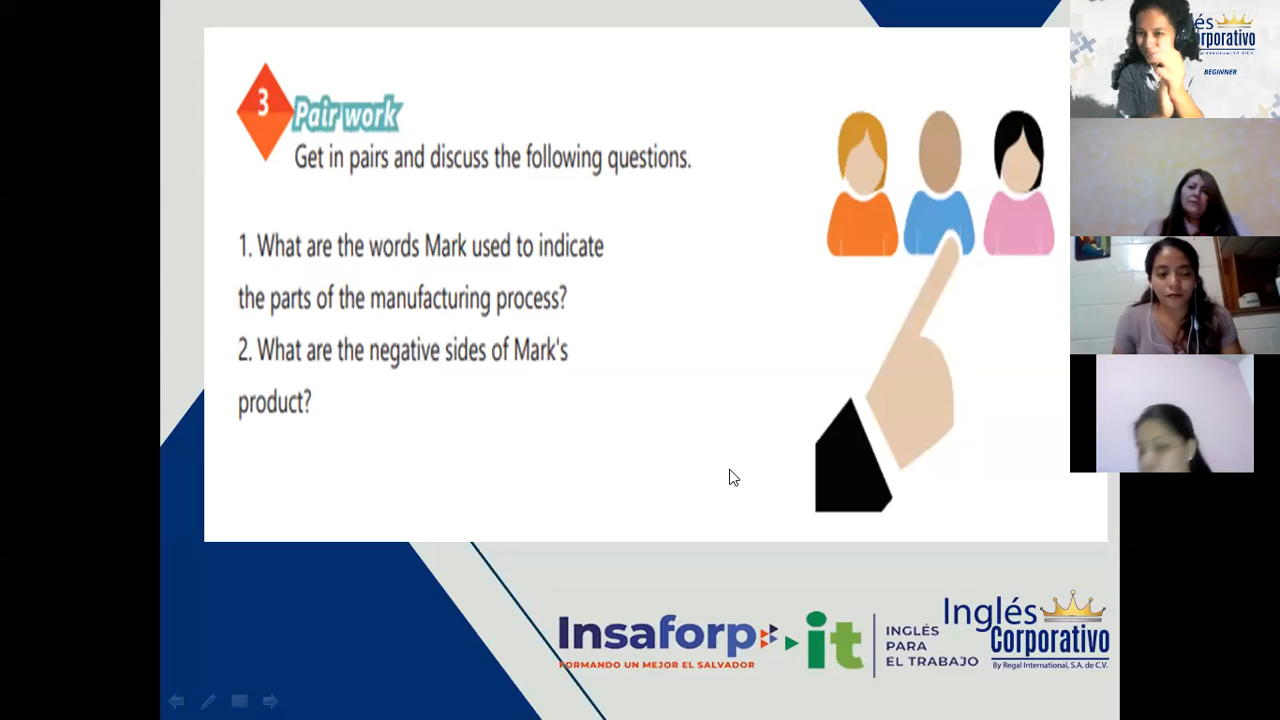 3
Pair work
Get in pairs and discuss the following questions.
1. What are the words Mark used to indicate
the parts of the manufacturing process?
2. What are the negative sides of Mark's
product?
Insaforp
FORMANDO UN MEJOR EL SALVADOR
it
INGLÉS
PARA
EL TRABAJO
Inglés
Corporativo
By Regal International, S.A. de C.V.
BEGINNER